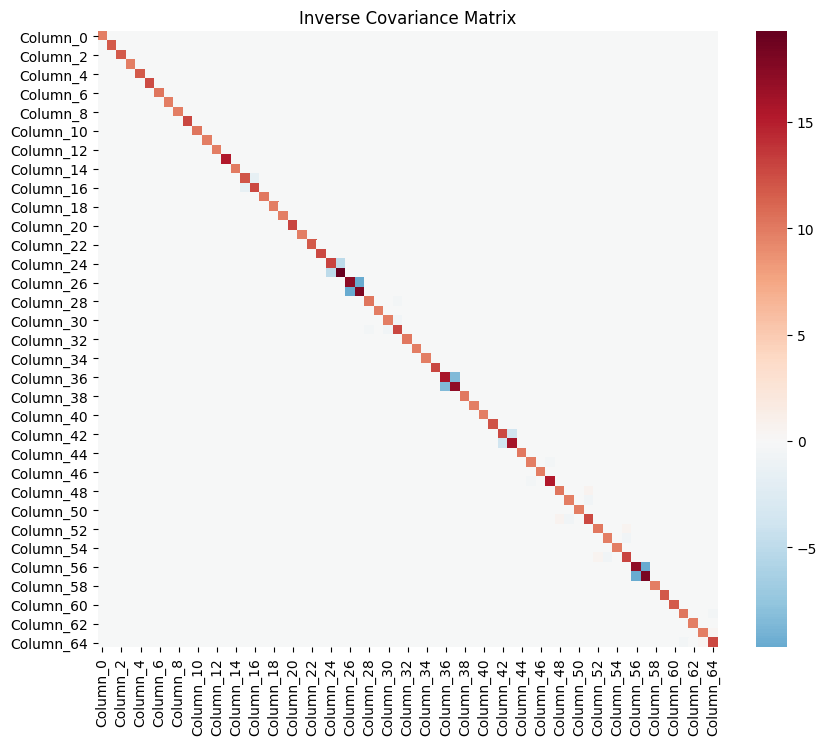 Inverse Covariance Matrix
Column_0
Column_2
Column_4
Column_6
Column_8
Column_10
Column_12
Column_14
Column_16
Column_18
Column_20
Column_22
Column_24
Column_26
Column_28
Column_30
Column_32
Column_34
Column_36
Column_38
Column_40
Column_42
Column_44
Column_46
Column_48
Column_50
Column_52
Column_54
Column_56
Column_58
Column_60
Column_62
Column_64
Column_0
Column_2
Column_4
Column_6
Column_8
Column_10
Column_12
Column_14
Column_16
Column_18
Column_20
Column_22
Column_24
Column_26
Column_28
Column_30
Column_32
Column_34
Column_36
Column_38
Column_40
Column_42
Column_44
Column_46
Column_48
Column_50
Column_52
Column_54
Column_56
Column_58
Column_60
Column_62
Column_64
15
10
5
0
−5